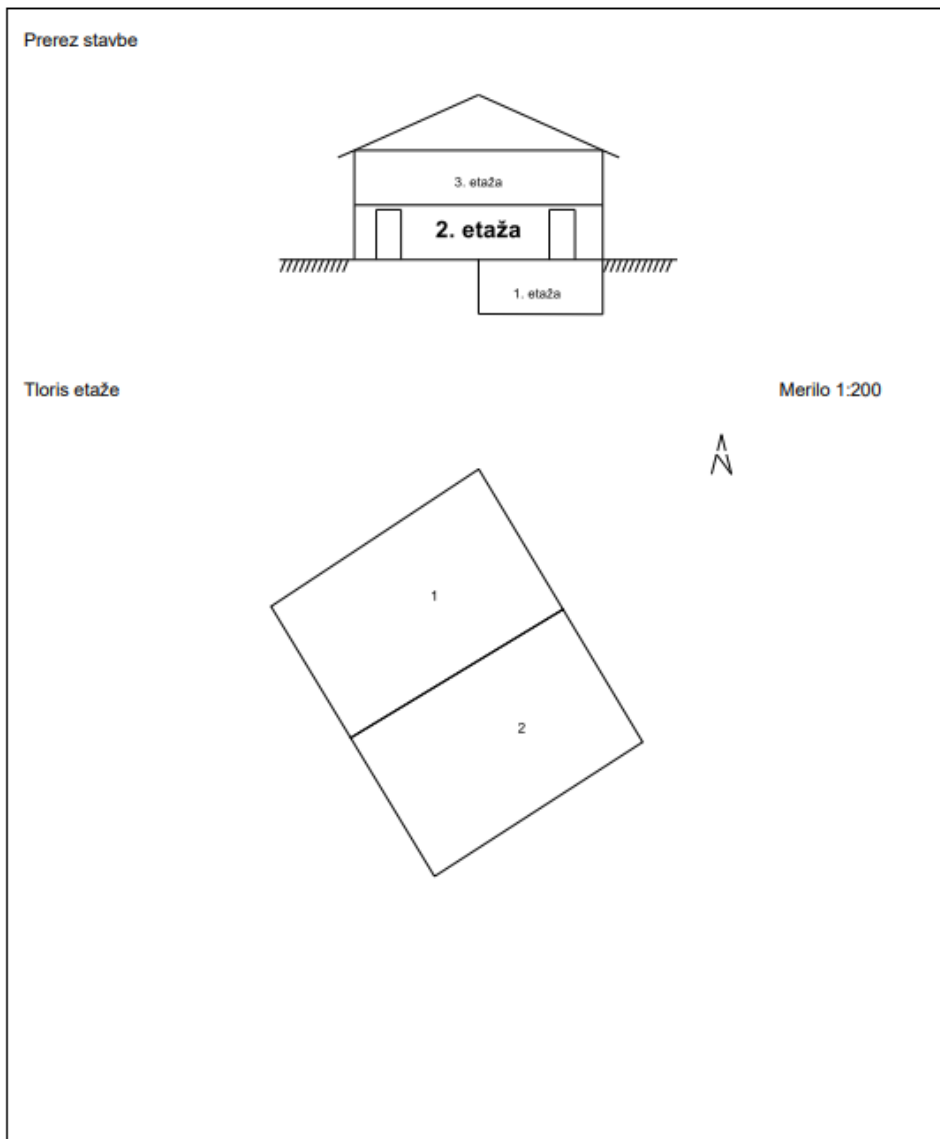 Prerez stavbe
3. etaža
2. etaža
1. etaža
Tloris etaže
Merilo 1:200
N
1
2